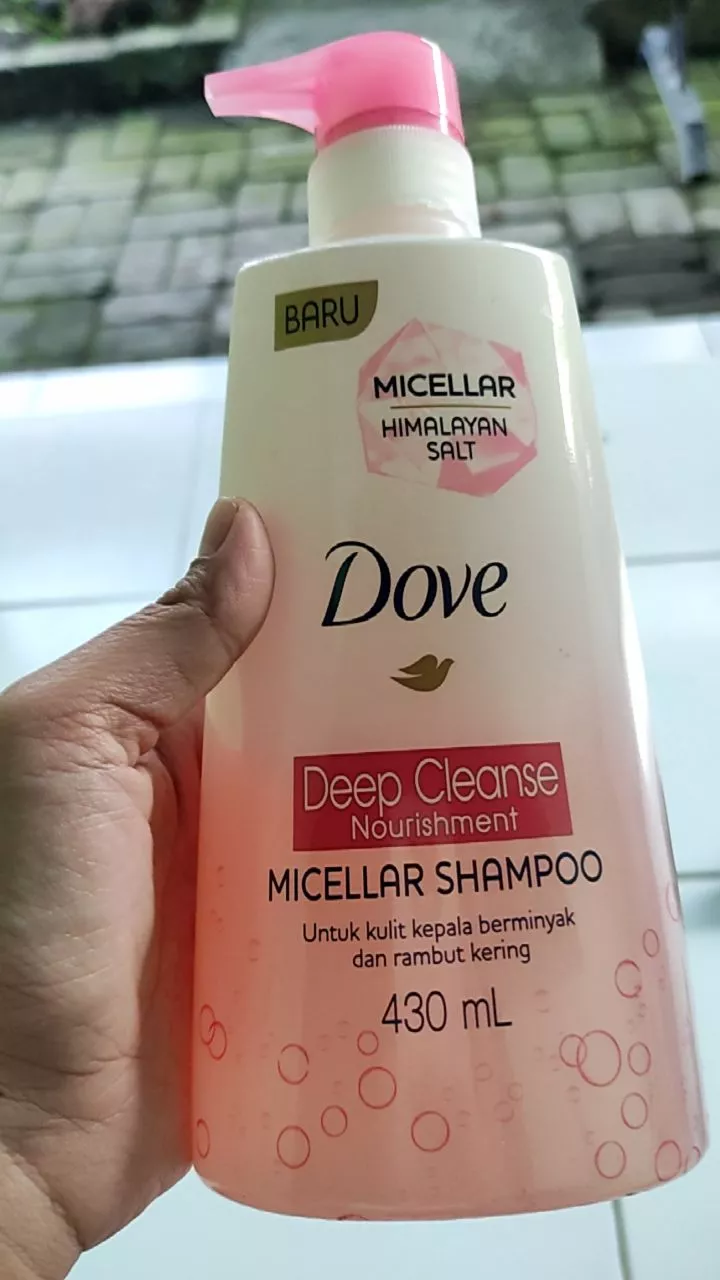 BARU
MICELLAR
HIMALAYAN
SALT
Dove
Deep Cleanse
Nourishment
MICELLAR SHAMPOO
Untuk kulit kepala berminyak
dan rambut kering
430 mL